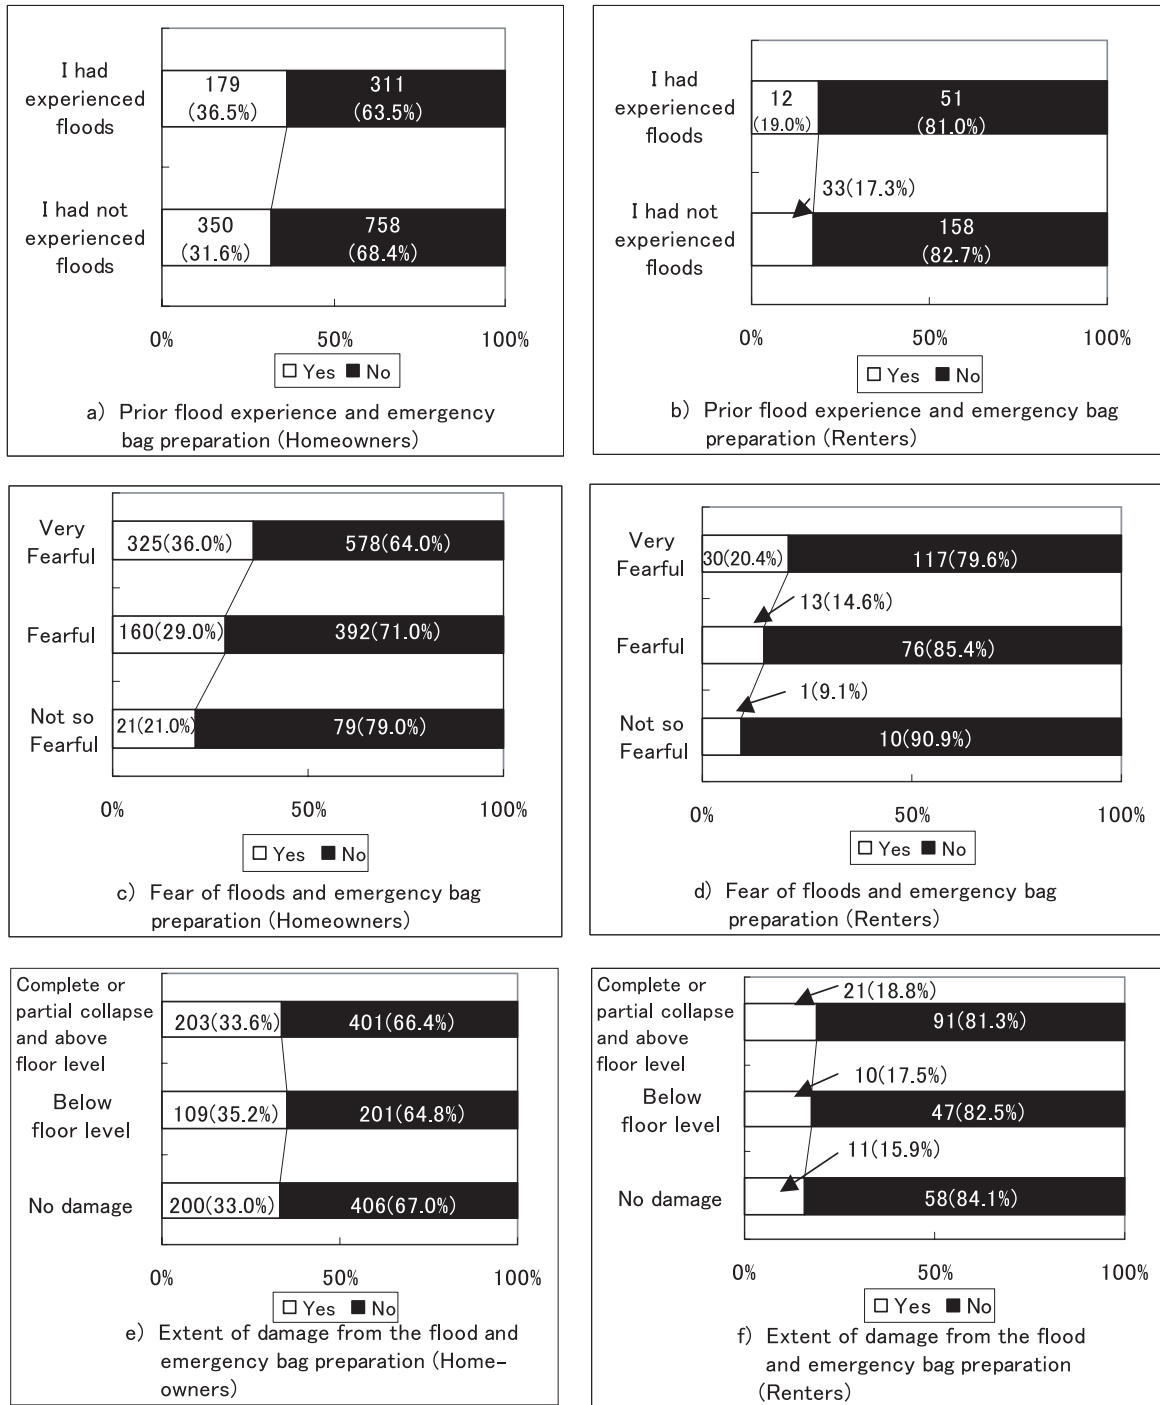 I had
experienced
floods
179
(36.5%)
311
(63.5%)
I had not
experienced
floods
350
(31.6%)
758
(68.4%)
0%
50%
100%
Yes
No
a) Prior flood experience and emergency
bag preparation (Homeowners)
I had
experienced
floods
12
(19.0%)
51
(81.0%)
33(17.3%)
I had not
experienced
floods
158
(82.7%)
0%
50%
100%
Yes
No
b) Prior flood experience and emergency bag
preparation (Renters)
Very
Fearful
325(36.0%)
578(64.0%)
Fearful
160(29.0%)
392(71.0%)
Not so
Fearful
21(21.0%)
79(79.0%)
0%
50%
100%
Yes
No
c) Fear of floods and emergency bag
preparation (Homeowners)
Very
Fearful
30(20.4%)
117(79.6%)
13(14.6%)
Fearful
76(85.4%)
1(9.1%)
Not so
Fearful
10(90.9%)
0%
50%
100%
Yes
No
d) Fear of floods and emergency bag
preparation (Renters)
Complete or
partial collapse
and above
floor level
203(33.6%)
401(66.4%)
Below
floor level
109(35.2%)
201(64.8%)
No damage
200(33.0%)
406(67.0%)
0%
50%
100%
Yes
No
e) Extent of damage from the flood and
emergency bag preparation (Home-
owners)
Complete or
partial collapse
and above
floor level
21(18.8%)
91(81.3%)
10(17.5%)
Below
floor level
47(82.5%)
11(15.9%)
No damage
58(84.1%)
0%
50%
100%
Yes
No
f) Extent of damage from the flood
and emergency bag preparation
(Renters)